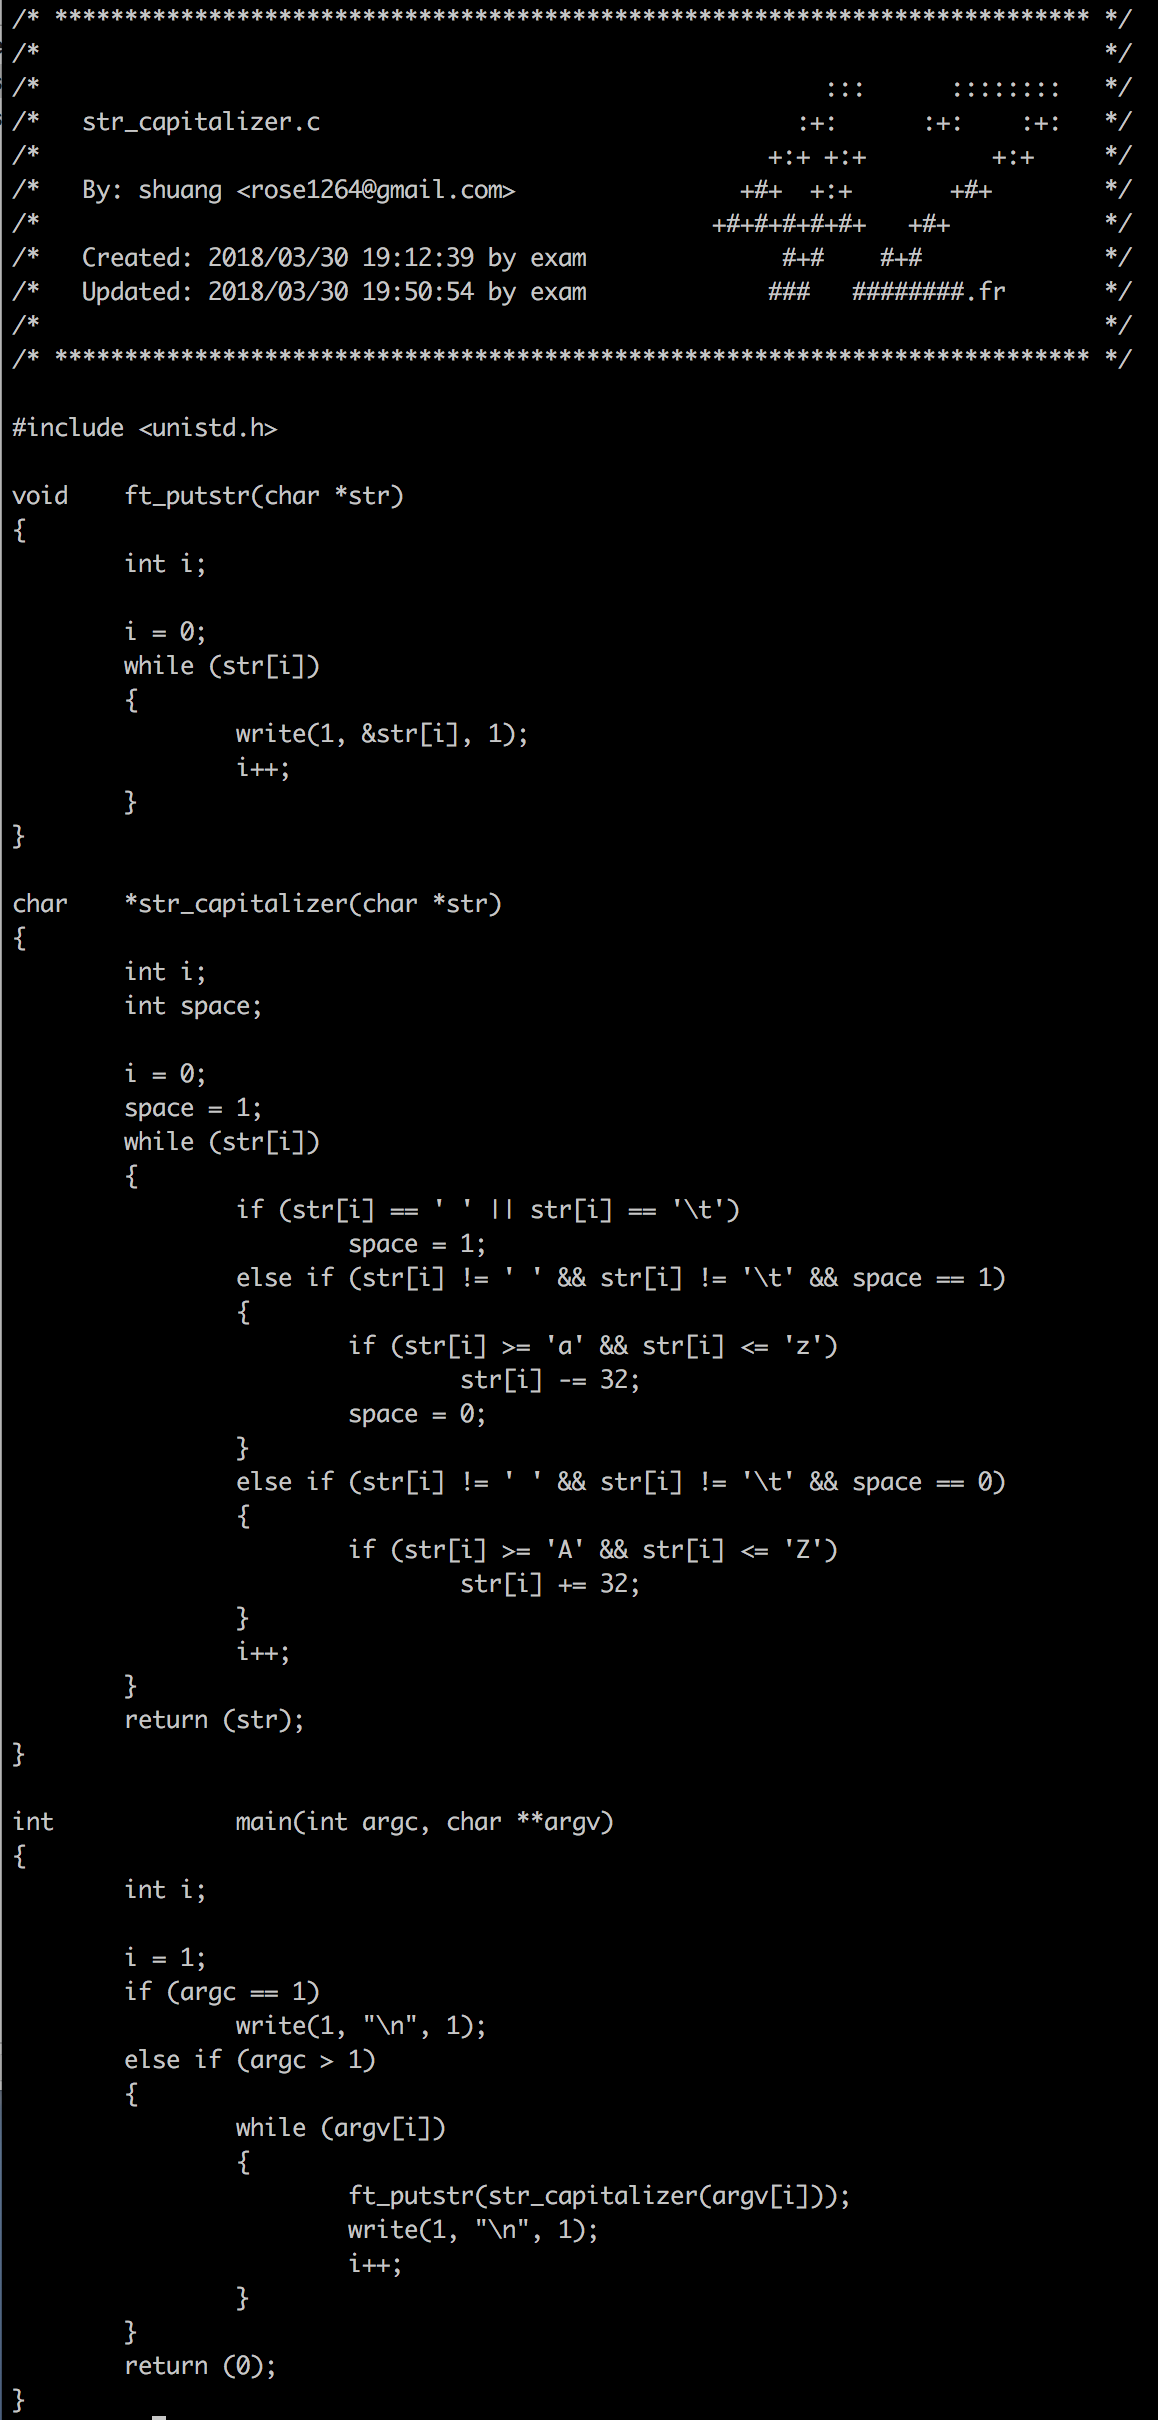 /* ************************************************************************** */
/*                                                                            */
/*                                                        :::      ::::::::   */
/*   str_capitalizer.c                                  :+:      :+:    :+:   */
/*                                                    +:+ +:+         +:+     */
/*   By: shuang <rose1264@gmail.com>                +#+  +:+       +#+        */
/*                                                +#+#+#+#+#+   +#+           */
/*   Created: 2018/03/30 19:12:39 by exam              #+#    #+#             */
/*   Updated: 2018/03/30 19:50:54 by exam             ###   ########.fr       */
/*                                                                            */
/* ************************************************************************** */

#include <unistd.h>

void	ft_putstr(char *str)
{
	int i;

	i = 0;
	while (str[i])
	{
		write(1, &str[i], 1);
		i++;
	}
}

char	*str_capitalizer(char *str)
{
	int i;
	int space;

	i = 0;
	space = 1;
	while (str[i])
	{
		if (str[i] == ' ' || str[i] == '\t')
			space = 1;
		else if (str[i] != ' ' && str[i] != '\t' && space == 1)
		{
			if (str[i] >= 'a' && str[i] <= 'z')
				str[i] -= 32;
			space = 0;
		}
		else if (str[i] != ' ' && str[i] != '\t' && space == 0)
		{
			if (str[i] >= 'A' && str[i] <= 'Z')
				str[i] += 32;
		}
		i++;
	}
	return (str);
}

int		main(int argc, char **argv)
{
	int i;

	i = 1;
	if (argc == 1)
		write(1, "\n", 1);
	else if (argc > 1)
	{
		while (argv[i])
		{
			ft_putstr(str_capitalizer(argv[i]));
			write(1, "\n", 1);
			i++;
		}
	}
	return (0);
}